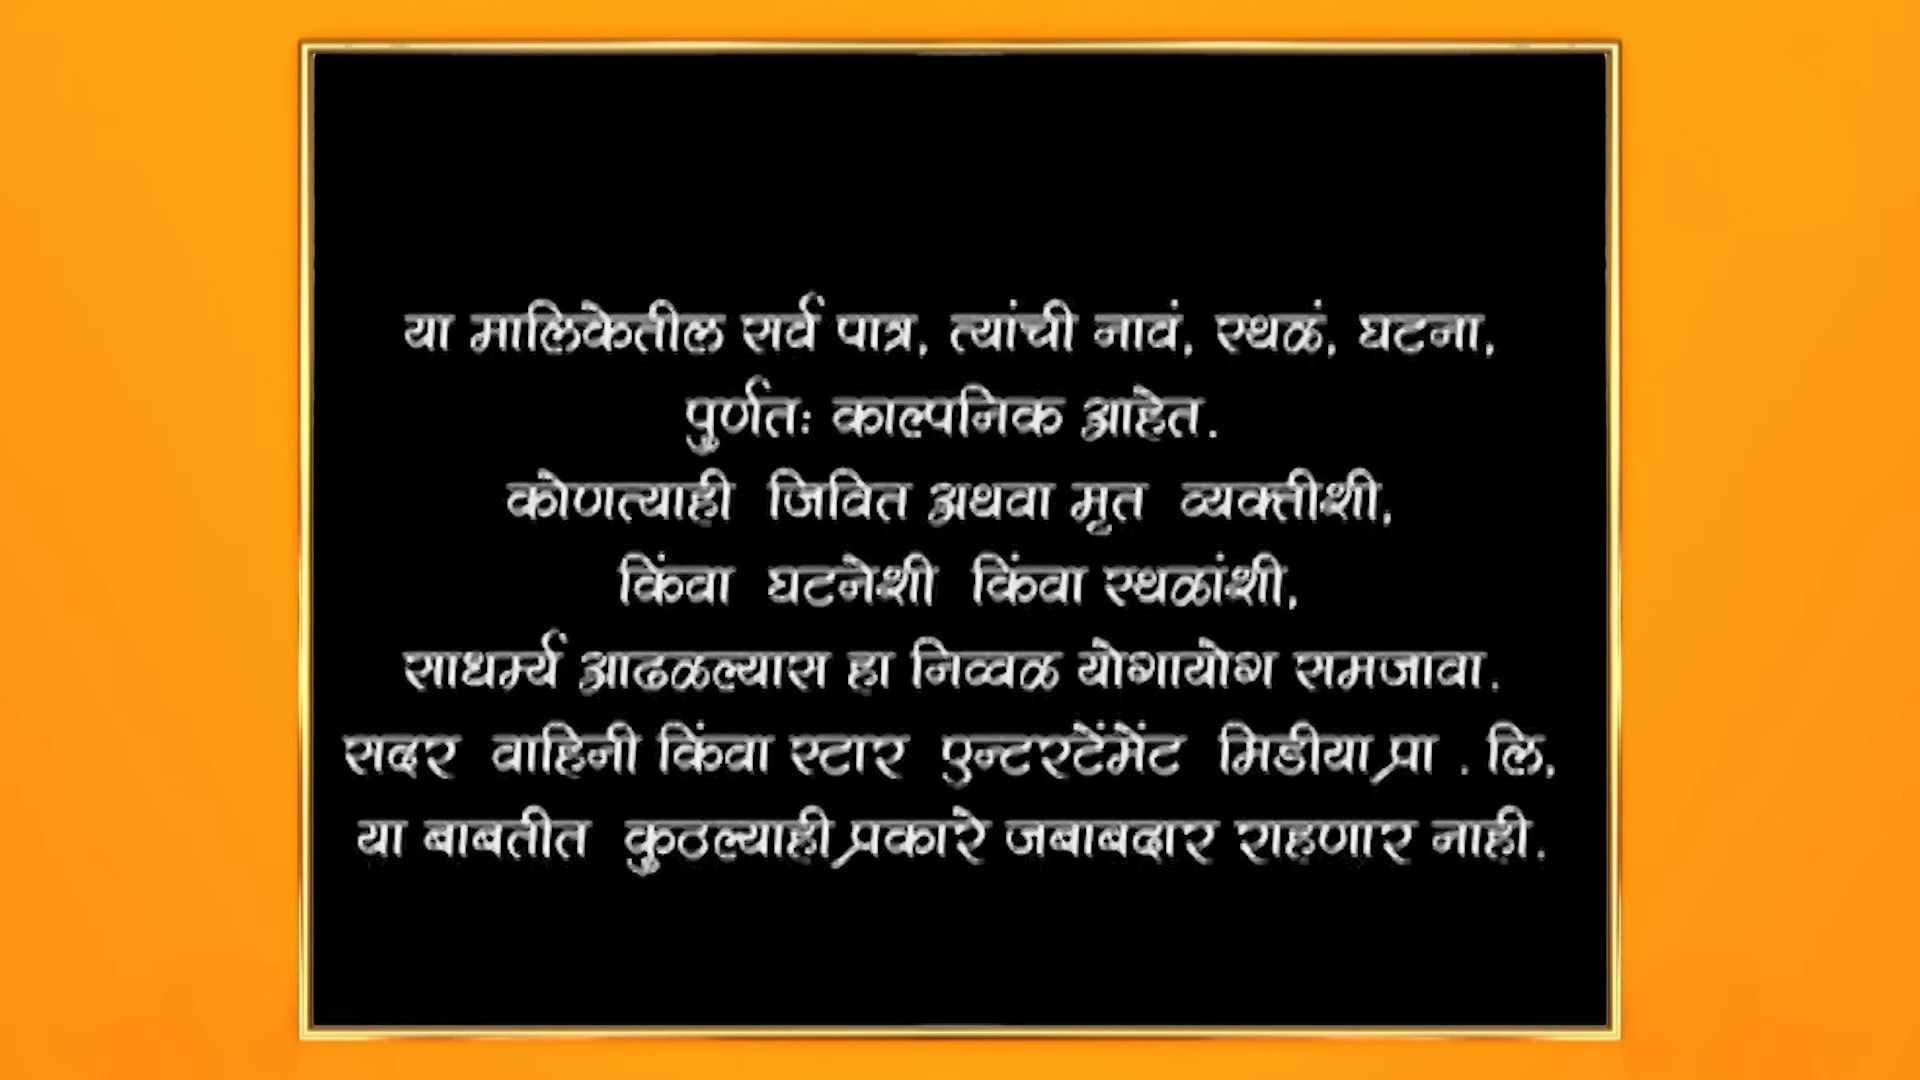 या मालिकेतील सर्व पात्र, त्यांची नावं, स्थळं, घटना,
पुर्णतः काल्पनिक आहेत.
कोणत्याही जिवित अथवा मृत व्यक्तीशी,
किंवा घटनेशी किंवा स्थळांशी,
साधर्म्य आढळल्यास हा निव्वळ योगायोग समजावा.
सदर वाहिनी किंवा स्टार एन्टरटेंमेंट मिडीया प्रा . लि.
या बाबतीत कुठल्याही प्रकारे जबाबदार राहणार नाही.